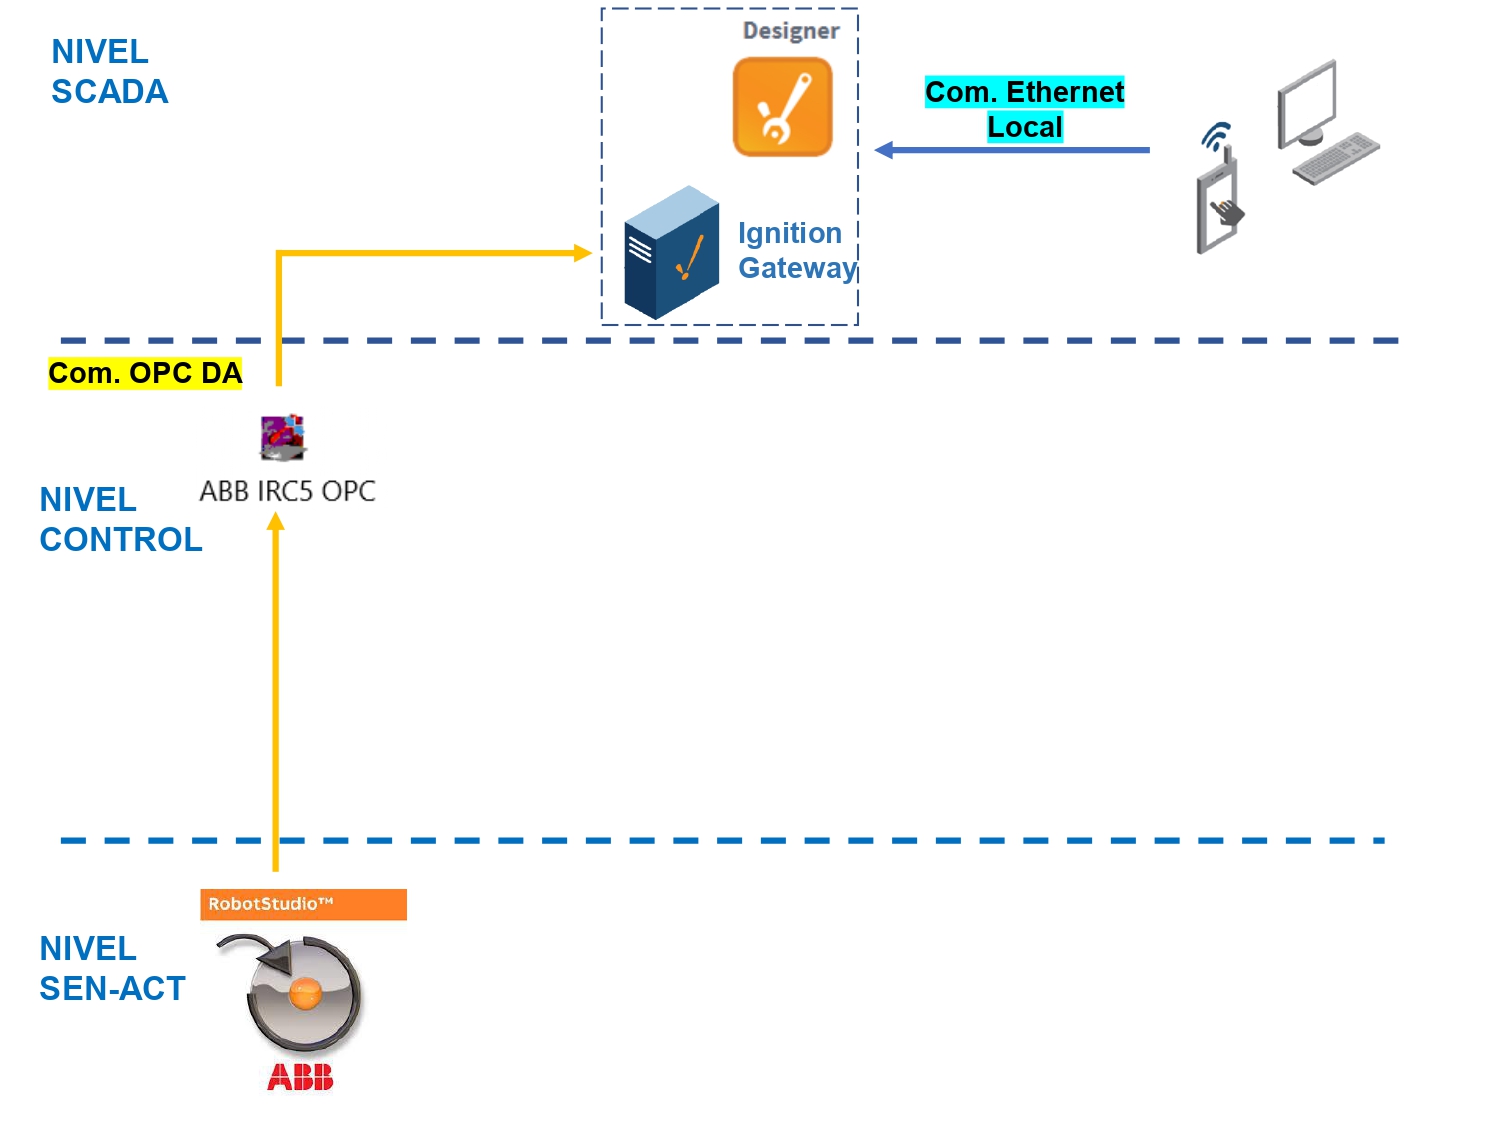 Designer
NIVEL
SCADA
Com. Ethernet
Local
Ignition
Gateway
Com. OPC DA
ABB IRC5 OPC
NIVEL
CONTROL
RobotStudio™
NIVEL
SEN-ACT
ABB